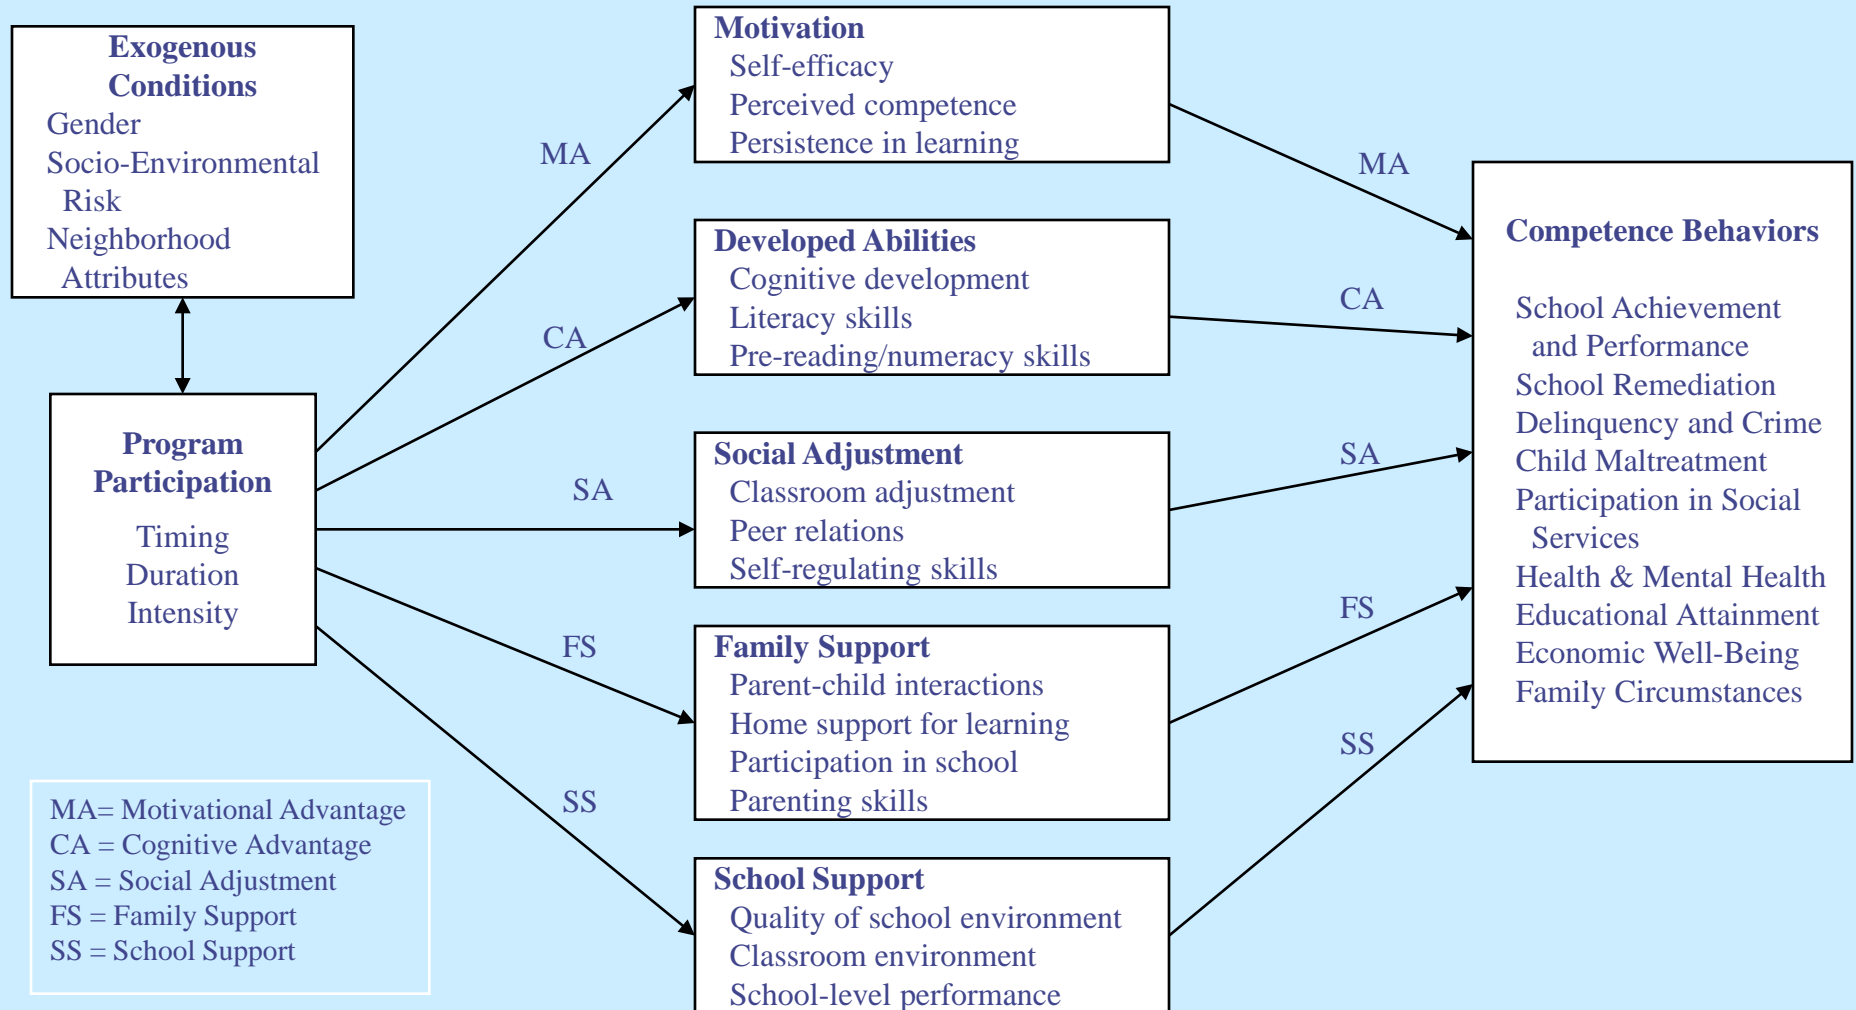 Exogenous
Conditions
Gender
Socio-Environmental
Risk
Neighborhood
Attributes
Program
Participation
Timing
Duration
Intensity
MA= Motivational Advantage
CA = Cognitive Advantage
SA = Social Adjustment
FS = Family Support
SS = School Support
MA
CA
SA
FS
SS
Motivation
Self-efficacy
Perceived competence
Persistence in learning
Developed Abilities
Cognitive development
Literacy skills
Pre-reading/numeracy skills
Social Adjustment
Classroom adjustment
Peer relations
Self-regulating skills
Family Support
Parent-child interactions
Home support for learning
Participation in school
Parenting skills
School Support
Quality of school environment
Classroom environment
School-level performance
MA
CA
SA
FS
SS
Competence Behaviors
School Achievement
and Performance
School Remediation
Delinquency and Crime
Child Maltreatment
Participation in Social
Services
Health & Mental Health
Educational Attainment
Economic Well-Being
Family Circumstances